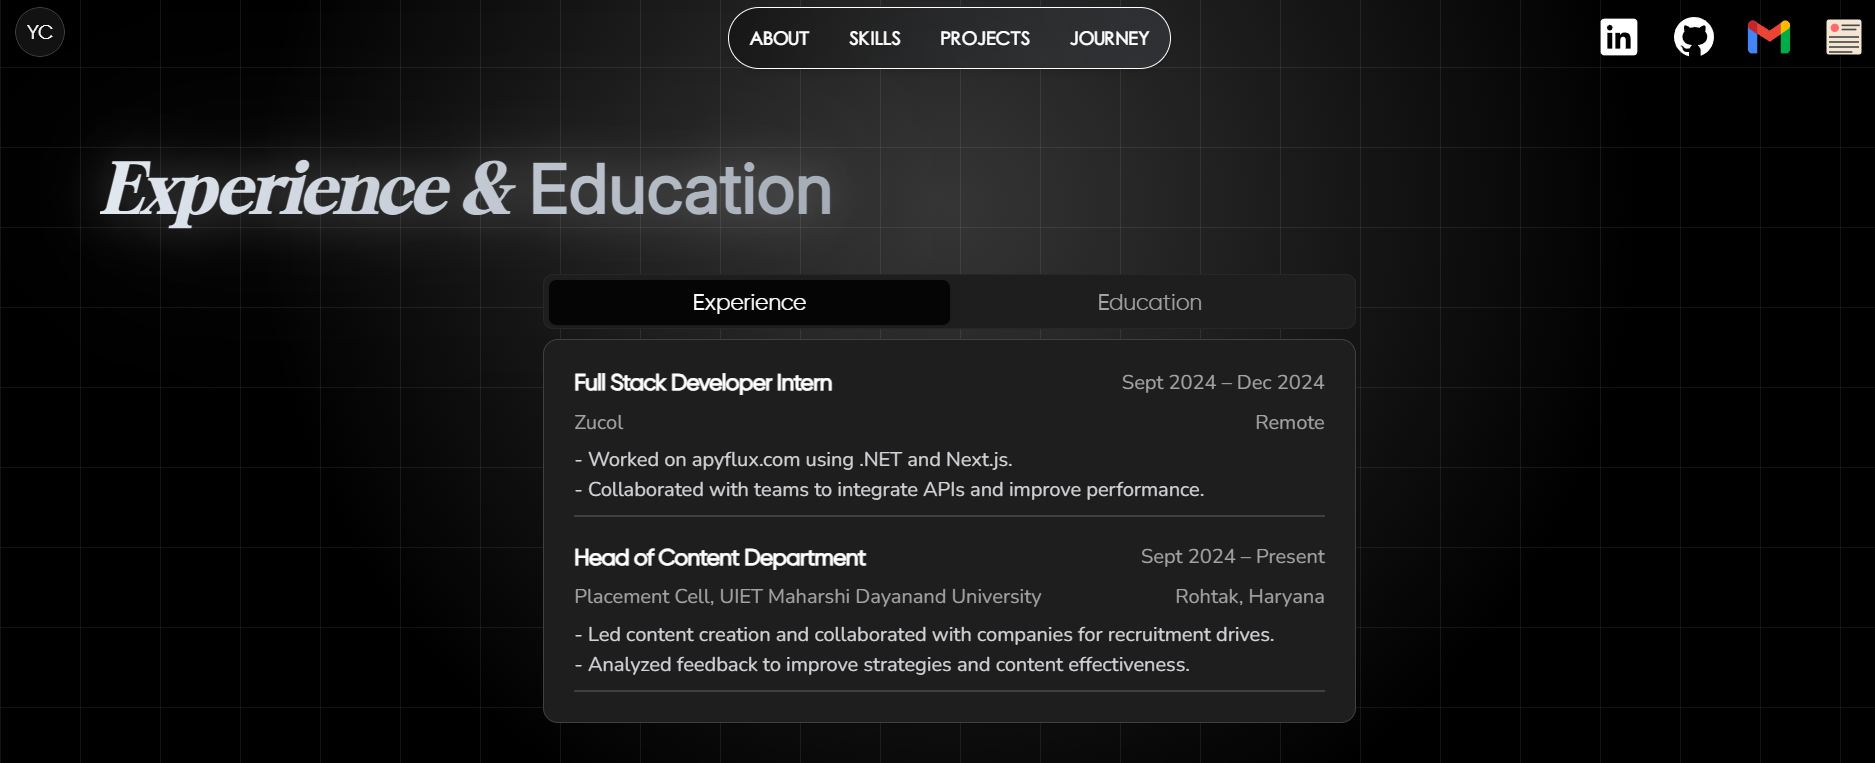 YC
ABOUT SKILLS PROJECTS JOURNEY
in
Experience & Education
Experience Education
Full Stack Developer Intern Sept 2024 – Dec 2024
Zucol Remote
- Worked on apyflux.com using .NET and Next.js.
- Collaborated with teams to integrate APIs and improve performance.
Head of Content Department Sept 2024 – Present
Placement Cell, UIET Maharshi Dayanand University Rohtak, Haryana
- Led content creation and collaborated with companies for recruitment drives.
- Analyzed feedback to improve strategies and content effectiveness.